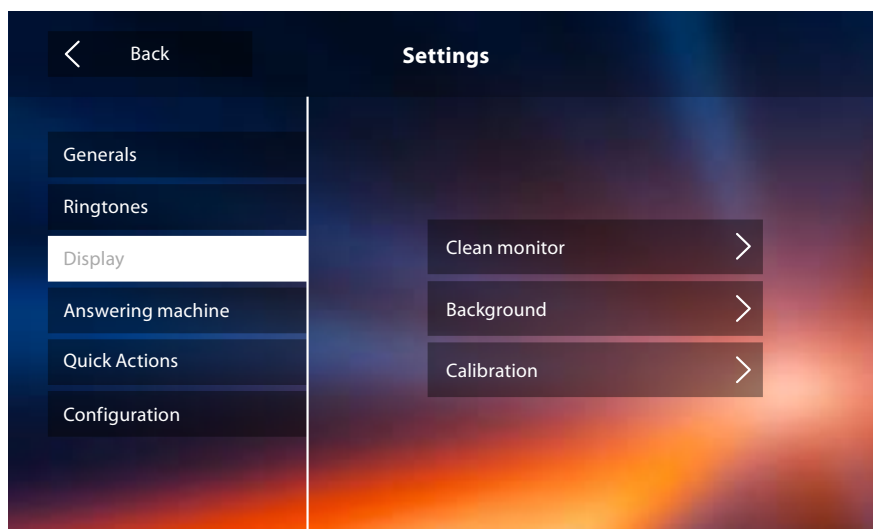 Back
Settings
Generals
Ringtones
Display
Answering machine
Quick Actions
Configuration
Clean monitor
Background
Calibration